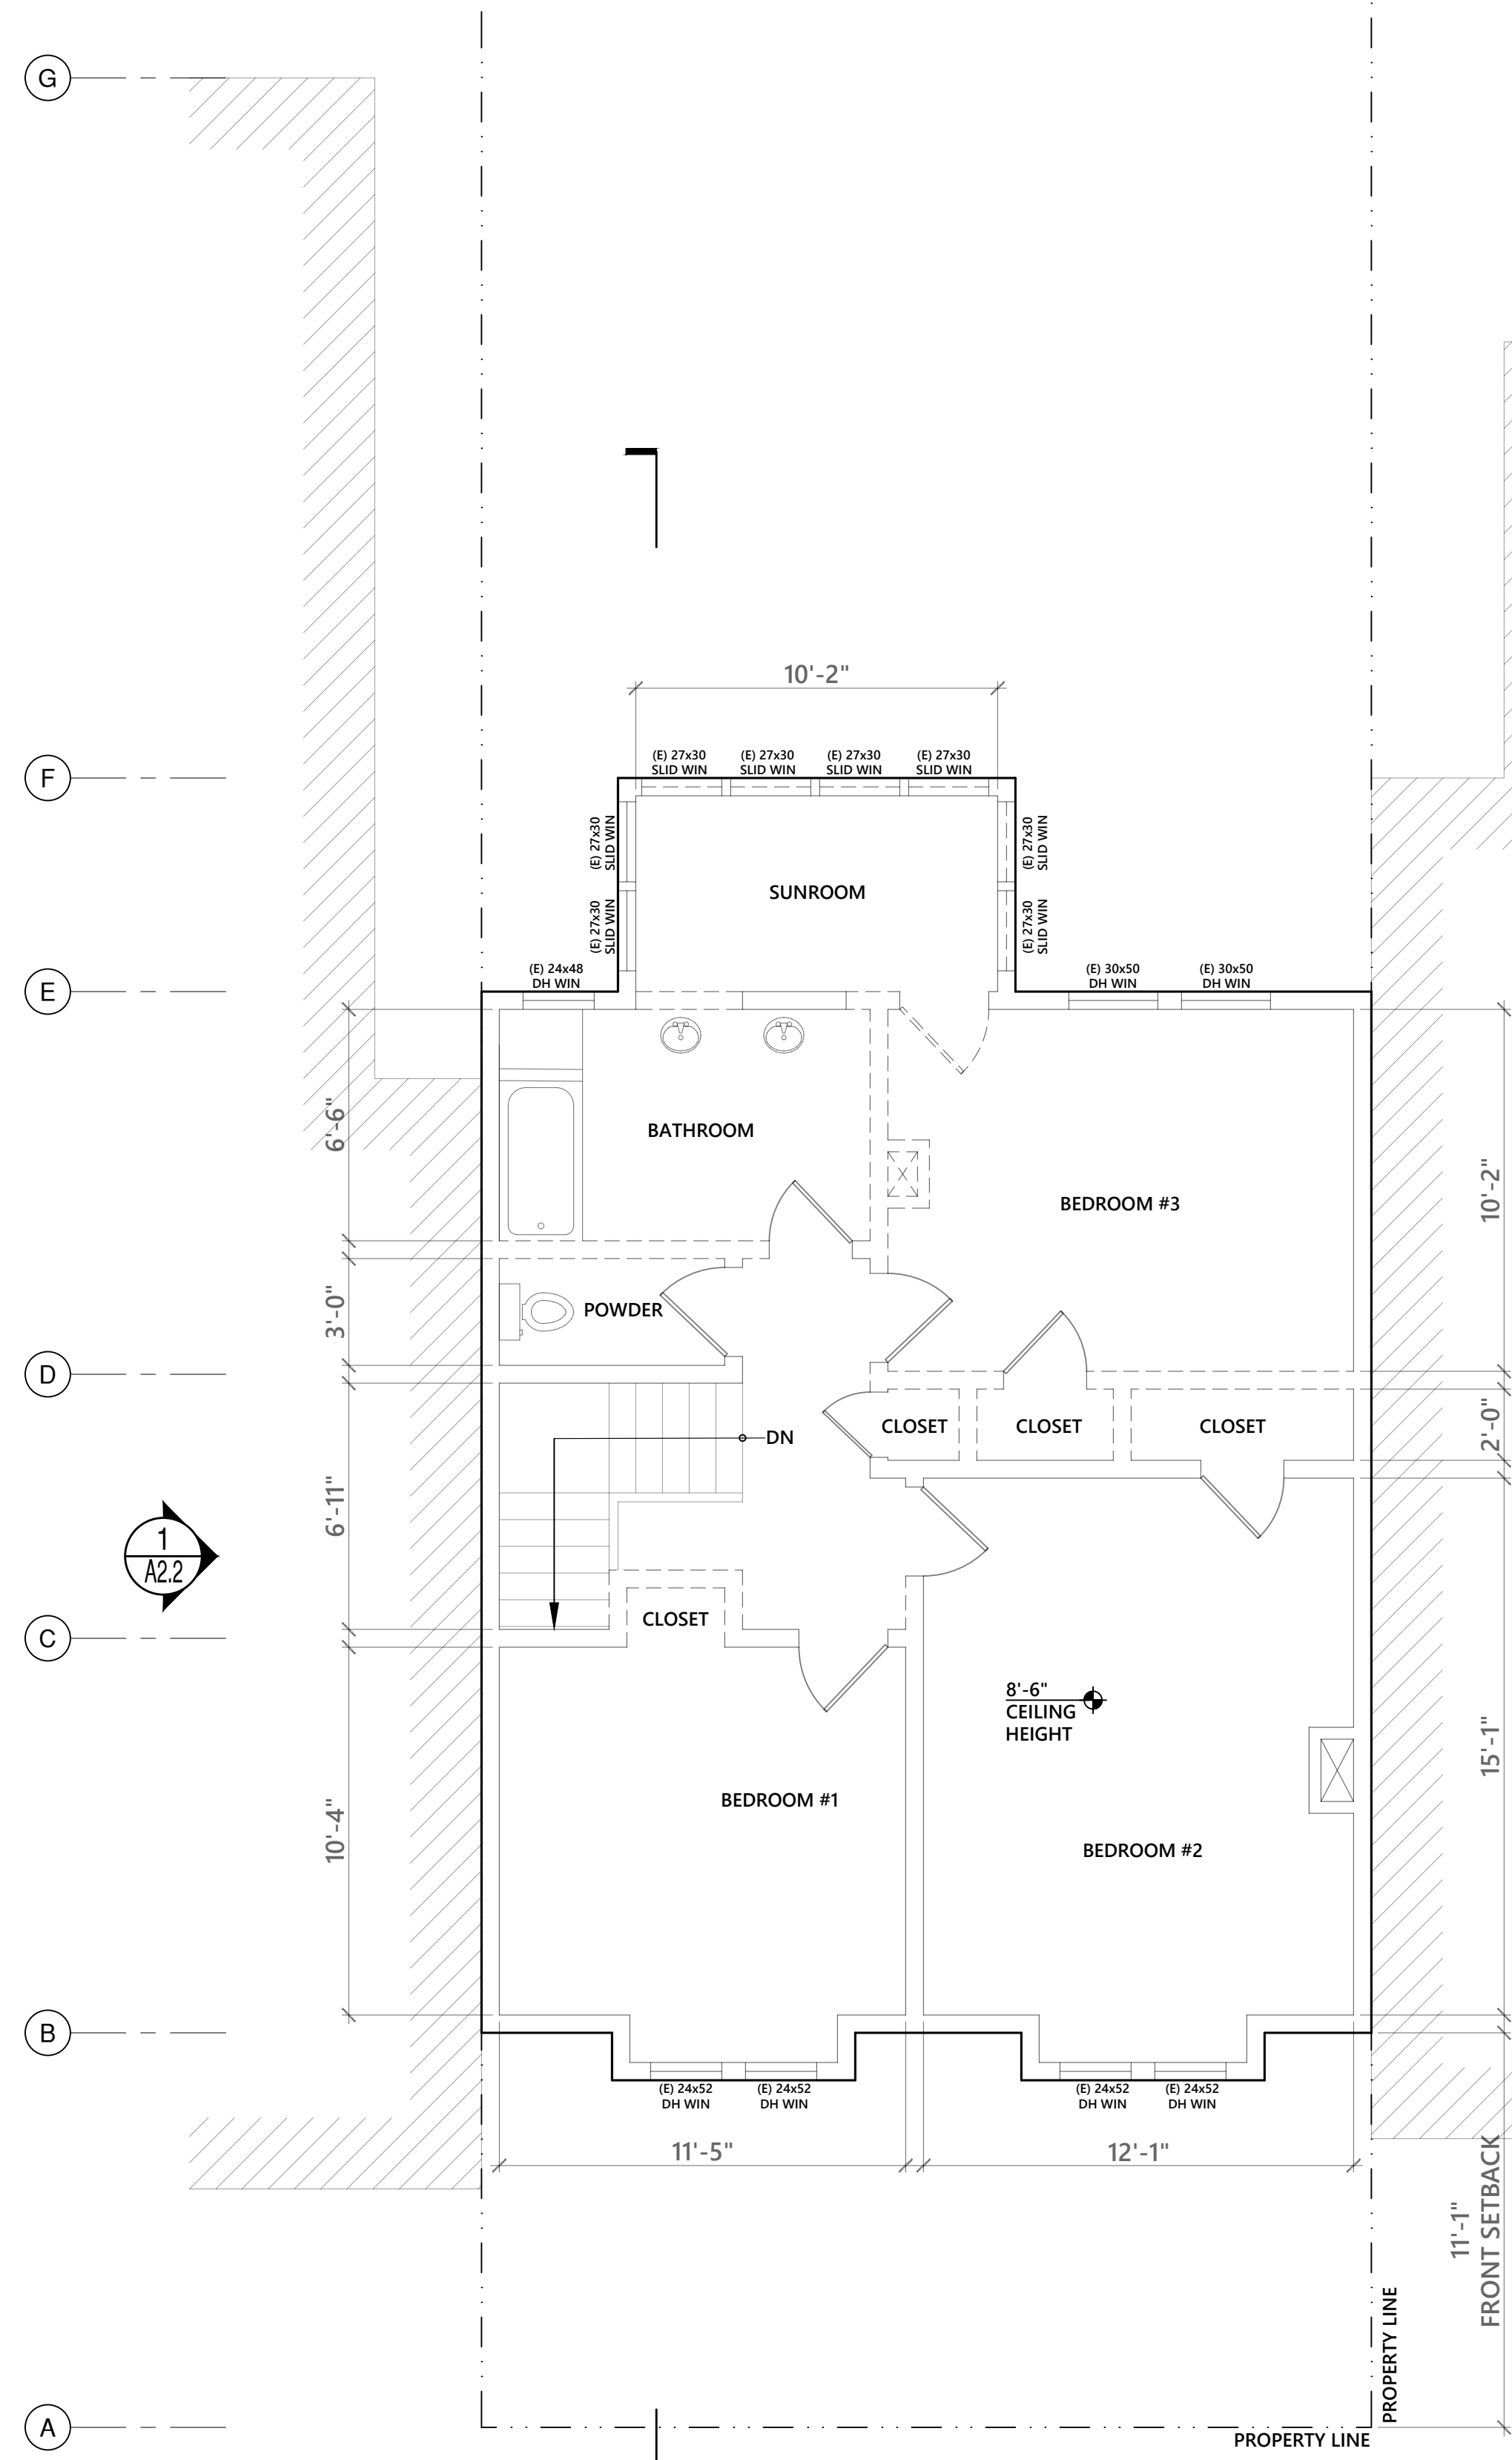 G
10'-2"
F
(E) 27x30
SLID WIN
(E) 27x30
SLID WIN
(E) 27x30
SLID WIN
(E) 27x30
SLID WIN
(E) 27x30
SLID WIN
(E) 27x30
SLID WIN
SUNROOM
(E) 27x30
SLID WIN
(E) 27x30
SLID WIN
E
(E) 24x48
DH WIN
(E) 30x50
DH WIN
(E) 30x50
DH WIN
6'-6"
BATHROOM
BEDROOM #3
10'-2"
3'-0"
POWDER
D
CLOSET
CLOSET
CLOSET
2'-0"
DN
6'-11"
1
A2.2
C
CLOSET
8'-6"
CEILING
HEIGHT
15'-1"
10'-4"
BEDROOM #1
BEDROOM #2
B
(E) 24x52
DH WIN
(E) 24x52
DH WIN
(E) 24x52
DH WIN
(E) 24x52
DH WIN
11'-5"
12'-1"
11'-1"
FRONT SETBACK
PROPERTY LINE
A
PROPERTY LINE